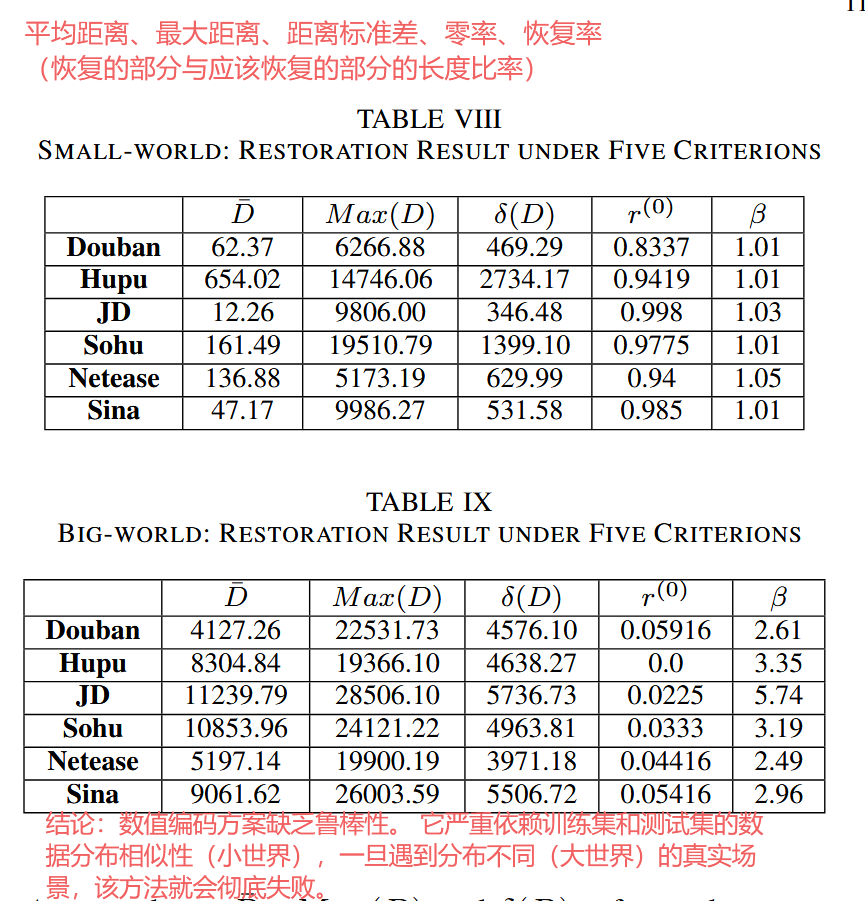 平均距离、最大距离、距离标准差、零率、恢复率
（恢复的部分与应该恢复的部分的长度比率）
TABLE VIII
SMALL-WORLD: RESTORATION RESULT UNDER FIVE CRITERIONS
D̄ Max(D) δ(D) r⁽⁰⁾ β
Douban 62.37 6266.88 469.29 0.8337 1.01
Hupu 654.02 14746.06 2734.17 0.9419 1.01
JD 12.26 9806.00 346.48 0.998 1.03
Sohu 161.49 19510.79 1399.10 0.9775 1.01
Netease 136.88 5173.19 629.99 0.94 1.05
Sina 47.17 9986.27 531.58 0.985 1.01
TABLE IX
BIG-WORLD: RESTORATION RESULT UNDER FIVE CRITERIONS
D̄ Max(D) δ(D) r⁽⁰⁾ β
Douban 4127.26 22531.73 4576.10 0.05916 2.61
Hupu 8304.84 19366.10 4638.27 0.0 3.35
JD 11239.79 28506.10 5736.73 0.0225 5.74
Sohu 10853.96 24121.22 4963.81 0.0333 3.19
Netease 5197.14 19900.19 3971.18 0.04416 2.49
Sina 9061.62 26003.59 5506.72 0.05416 2.96
结论：数值编码方案缺乏鲁棒性。 它严重依赖训练集和测试集的数
据分布相似性（小世界），一旦遇到分布不同（大世界）的真实场
景，该方法就会彻底失败。